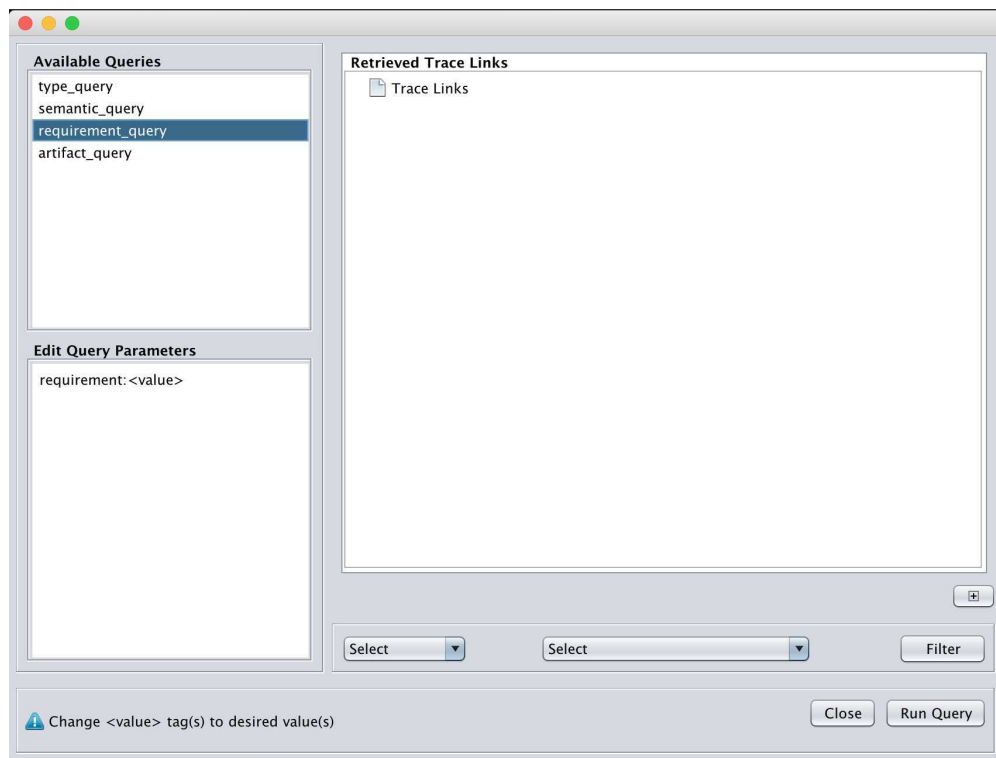 Available Queries
type_query
semantic_query
requirement_query
artifact_query
Edit Query Parameters
requirement:<value>
Retrieved Trace Links
Trace Links
Select
Select
Filter
Change <value> tag(s) to desired value(s)
Close
Run Query